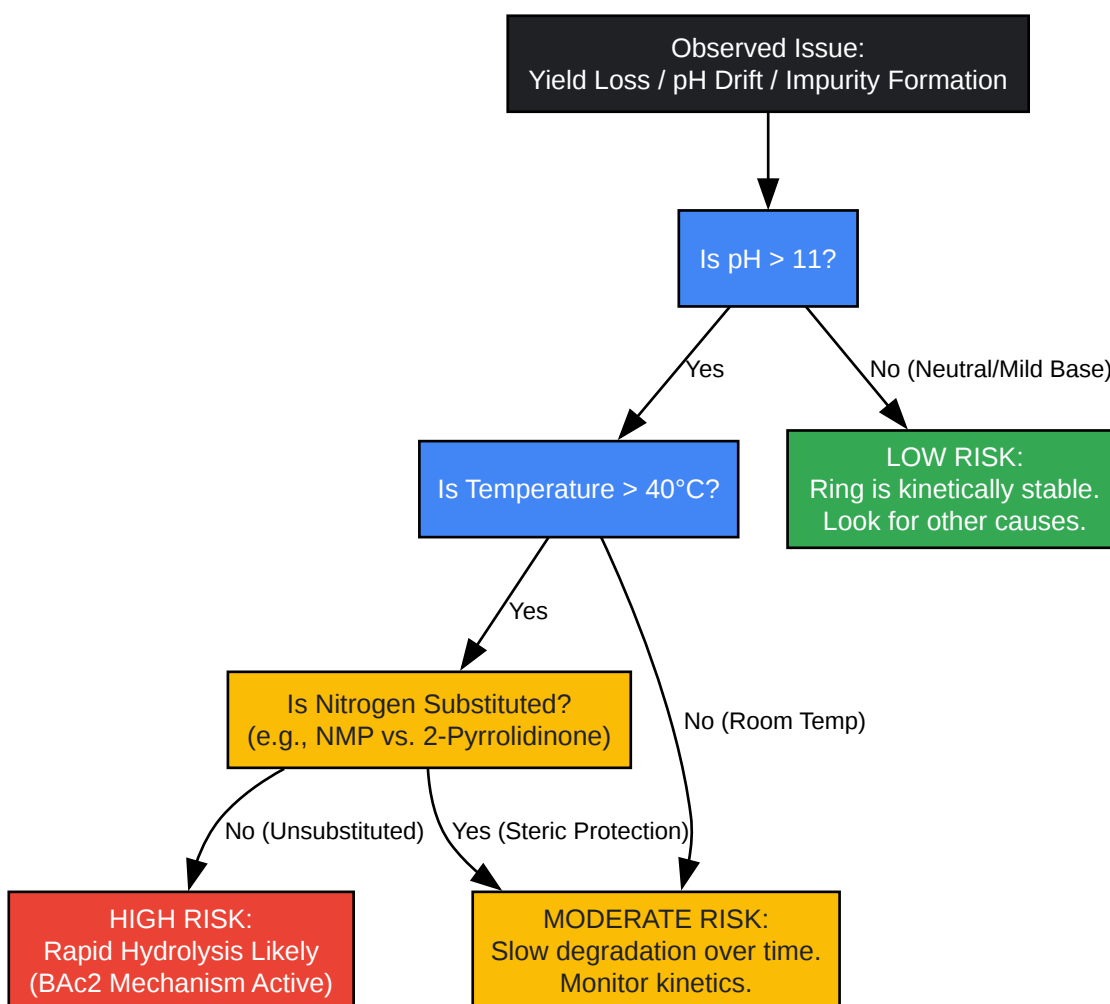 Observed Issue:
Yield Loss / pH Drift / Impurity Formation
Is pH > 11?
Yes
No (Neutral/Mild Base)
Is Temperature > 40°C?
LOW RISK:
Ring is kinetically stable.
Look for other causes.
Yes
No (Room Temp)
Is Nitrogen Substituted?
(e.g., NMP vs. 2-Pyrrolidinone)
No (Unsubstituted)
Yes (Steric Protection)
HIGH RISK:
Rapid Hydrolysis Likely
(BAc2 Mechanism Active)
MODERATE RISK:
Slow degradation over time.
Monitor kinetics.